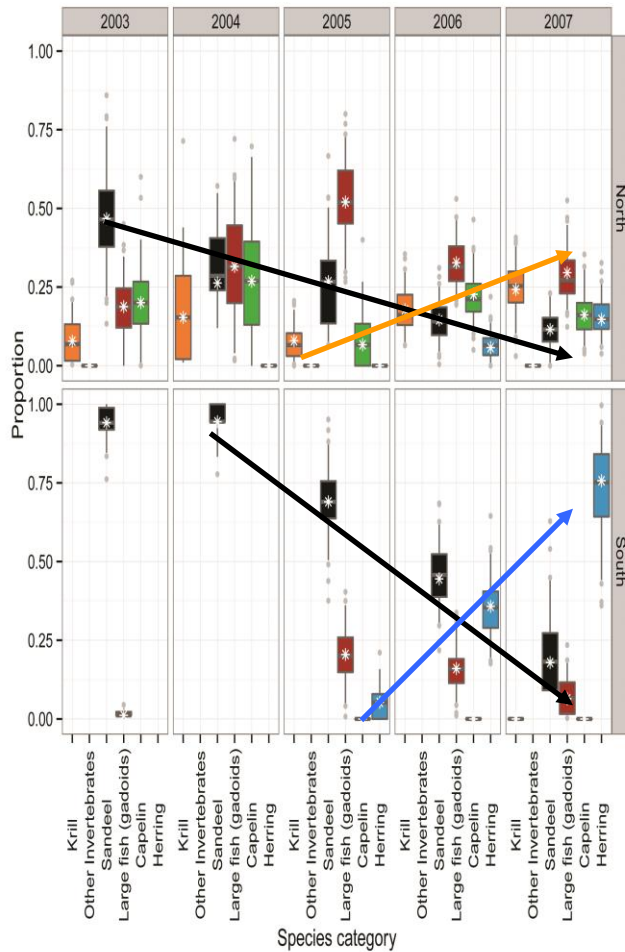 2003 2004 2005 2006 2007
1.00
0.75
0.50
0.25
0.00
North
1.00
0.75
0.50
0.25
0.00
South
Proportion
Krill
Other Invertebrates
Sandeel
Large fish (gadoids)
Capelin
Herring
Krill
Other Invertebrates
Sandeel
Large fish (gadoids)
Capelin
Herring
Krill
Other Invertebrates
Sandeel
Large fish (gadoids)
Capelin
Herring
Krill
Other Invertebrates
Sandeel
Large fish (gadoids)
Capelin
Herring
Krill
Other Invertebrates
Sandeel
Large fish (gadoids)
Capelin
Herring
Species category